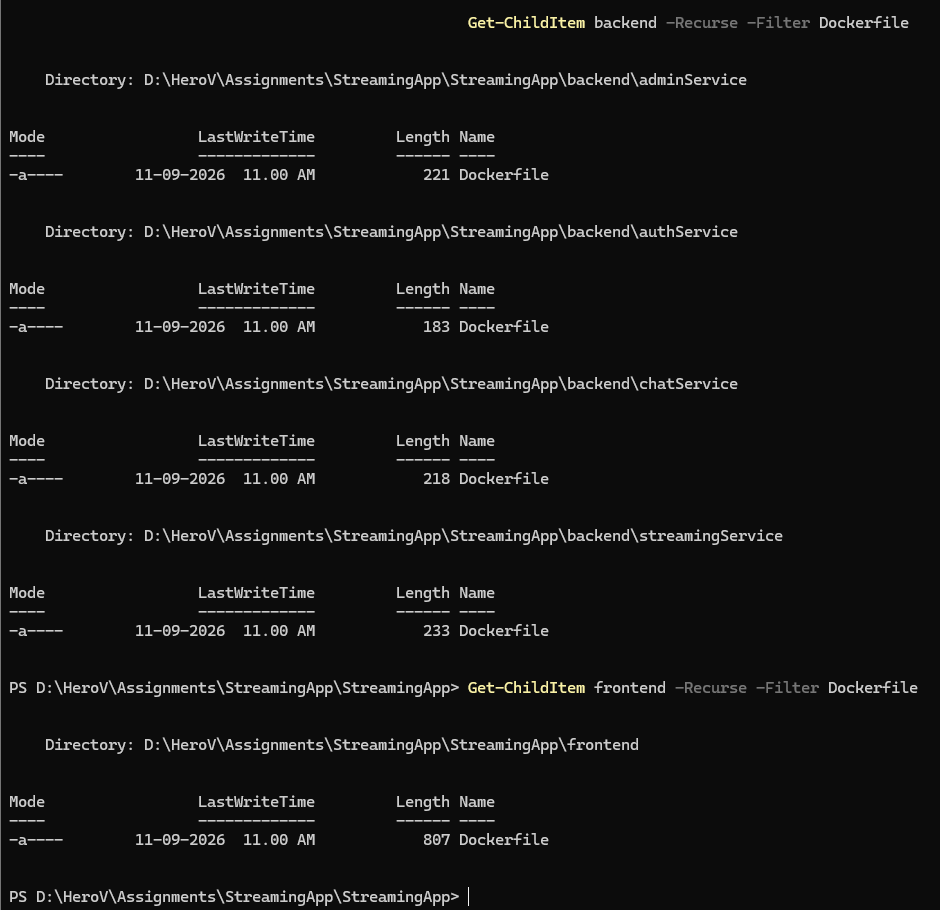 Get-ChildItem backend -Recurse -Filter Dockerfile
Directory: D:\HeroV\Assignments\StreamingApp\StreamingApp\backend\adminService
Mode LastWriteTime Length Name
---- ------------- ------ ----
-a---- 11-09-2026 11.00 AM 221 Dockerfile
Directory: D:\HeroV\Assignments\StreamingApp\StreamingApp\backend\authService
Mode LastWriteTime Length Name
---- ------------- ------ ----
-a---- 11-09-2026 11.00 AM 183 Dockerfile
Directory: D:\HeroV\Assignments\StreamingApp\StreamingApp\backend\chatService
Mode LastWriteTime Length Name
---- ------------- ------ ----
-a---- 11-09-2026 11.00 AM 218 Dockerfile
Directory: D:\HeroV\Assignments\StreamingApp\StreamingApp\backend\streamingService
Mode LastWriteTime Length Name
---- ------------- ------ ----
-a---- 11-09-2026 11.00 AM 233 Dockerfile
PS D:\HeroV\Assignments\StreamingApp\StreamingApp> Get-ChildItem frontend -Recurse -Filter Dockerfile
Directory: D:\HeroV\Assignments\StreamingApp\StreamingApp\frontend
Mode LastWriteTime Length Name
---- ------------- ------ ----
-a---- 11-09-2026 11.00 AM 807 Dockerfile
PS D:\HeroV\Assignments\StreamingApp\StreamingApp>